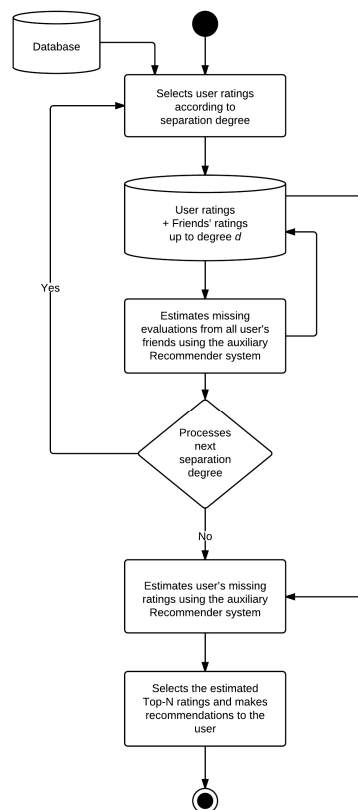 Database
Selects user ratings
according to
separation degree
User ratings
+ Friends' ratings
up to degree d
Yes
Estimates missing
evaluations from all user's
friends using the auxiliary
Recommender system
Processes
next
separation
degree
No
Estimates user's missing
ratings using the auxiliary
Recommender system
Selects the estimated
Top-N ratings and makes
recommendations to the
user